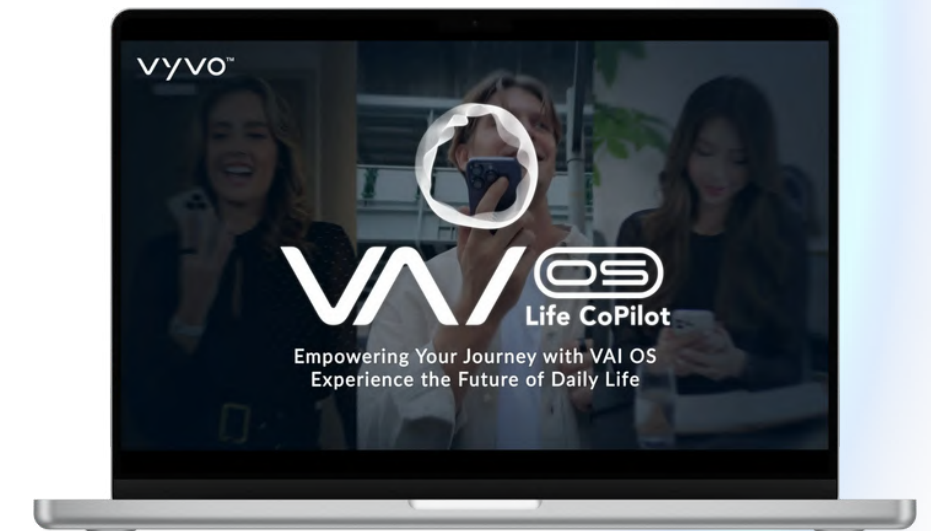 VYVO™
VAI OS
Life CoPilot
Empowering Your Journey with VAI OS
Experience the Future of Daily Life